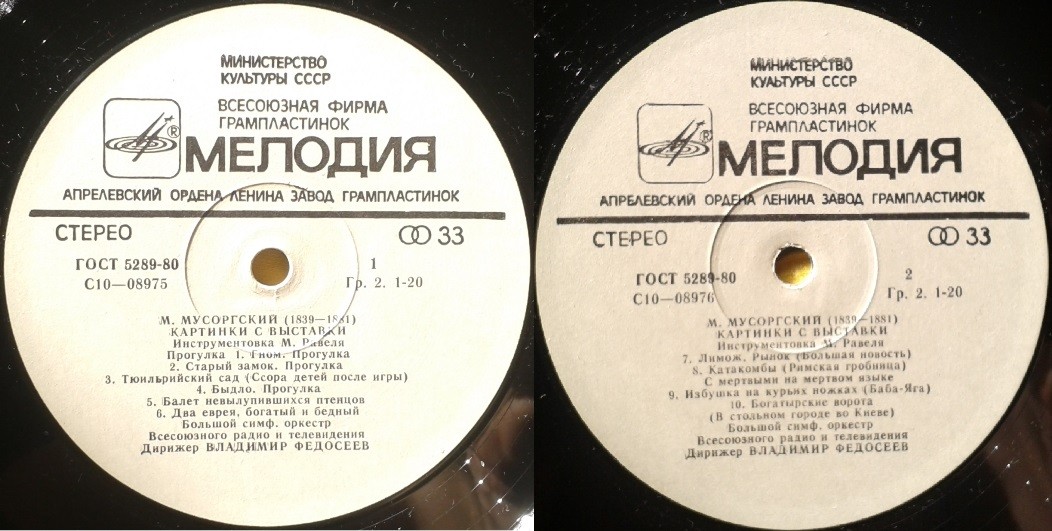 МИНИСТЕРСТВО
КУЛЬТУРЫ СССР
ВСЕСОЮЗНАЯ ФИРМА
ГРАМПЛАСТИНОК
® МЕЛОДИЯ
АПРЕЛЕВСКИЙ ОРДЕНА ЛЕНИНА ЗАВОД ГРАМПЛАСТИНОК
СТЕРЕО 33
ГОСТ 5289-80 1
С10—08975 Гр. 2. 1-20
М. МУСОРГСКИЙ (1839—1881)
КАРТИНКИ С ВЫСТАВКИ
Инструментовка М. Равеля
Прогулка 1. Гном. Прогулка
2. Старый замок. Прогулка
3. Тюильрийский сад (Ссора детей после игры)
4. Быдло. Прогулка
5. Балет невылупившихся птенцов
6. Два еврея, богатый и бедный
Большой симф. оркестр
Всесоюзного радио и телевидения
Дирижер ВЛАДИМИР ФЕДОСЕЕВ
МИНИСТЕРСТВО
КУЛЬТУРЫ СССР
ВСЕСОЮЗНАЯ ФИРМА
ГРАМПЛАСТИНОК
® МЕЛОДИЯ
АПРЕЛЕВСКИЙ ОРДЕНА ЛЕНИНА ЗАВОД ГРАМПЛАСТИНОК
СТЕРЕО 33
ГОСТ 5289-80 2
С10—08976 Гр. 2. 1-20
М. МУСОРГСКИЙ (1839—1881)
КАРТИНКИ С ВЫСТАВКИ
Инструментовка М. Равеля
7. Лимож. Рынок (Большая новость)
8. Катакомбы (Римская гробница)
С мертвыми на мертвом языке
9. Избушка на курьих ножках (Баба-Яга)
10. Богатырские ворота
(В стольном городе во Киеве)
Большой симф. оркестр
Всесоюзного радио и телевидения
Дирижер ВЛАДИМИР ФЕДОСЕЕВ